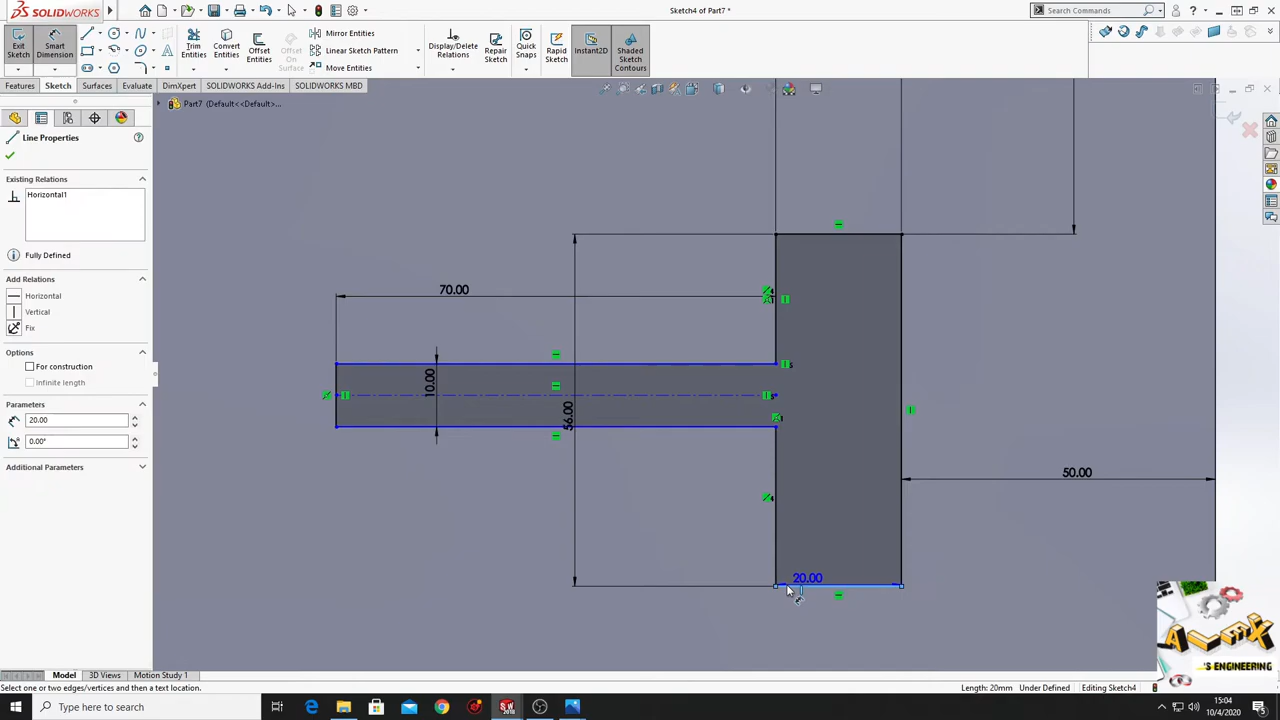 SOLIDWORKS
Sketch4 of Part7 *
Search Commands
Exit Sketch
Smart Dimension
Trim Entities
Convert Entities
Offset Entities
Offset On Surface
Mirror Entities
Linear Sketch Pattern
Move Entities
Display/Delete Relations
Repair Sketch
Quick Snaps
Rapid Sketch
Instant2D
Shaded Sketch Contours
Features
Sketch
Surfaces
Evaluate
DimXpert
SOLIDWORKS Add-Ins
SOLIDWORKS MBD
Part7 (Default<<Default>...
Line Properties
Existing Relations
Horizontal1
Fully Defined
Add Relations
Horizontal
Vertical
Fix
Options
For construction
Infinite length
Parameters
20.00
0.00°
Additional Parameters
70.00
10.00
56.00
50.00
20.00
ALMX
'S ENGINEERING
Model
3D Views
Motion Study 1
Select one or two edges/vertices and then a text location.
Length: 20mm
Under Defined
Editing Sketch4
Type here to search
15:04
10/4/2020